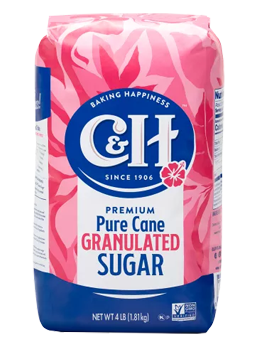 BAKING HAPPINESS
C&H
SINCE 1906
PREMIUM
Pure Cane
GRANULATED
SUGAR
NET WT 4 LB (1.81kg)